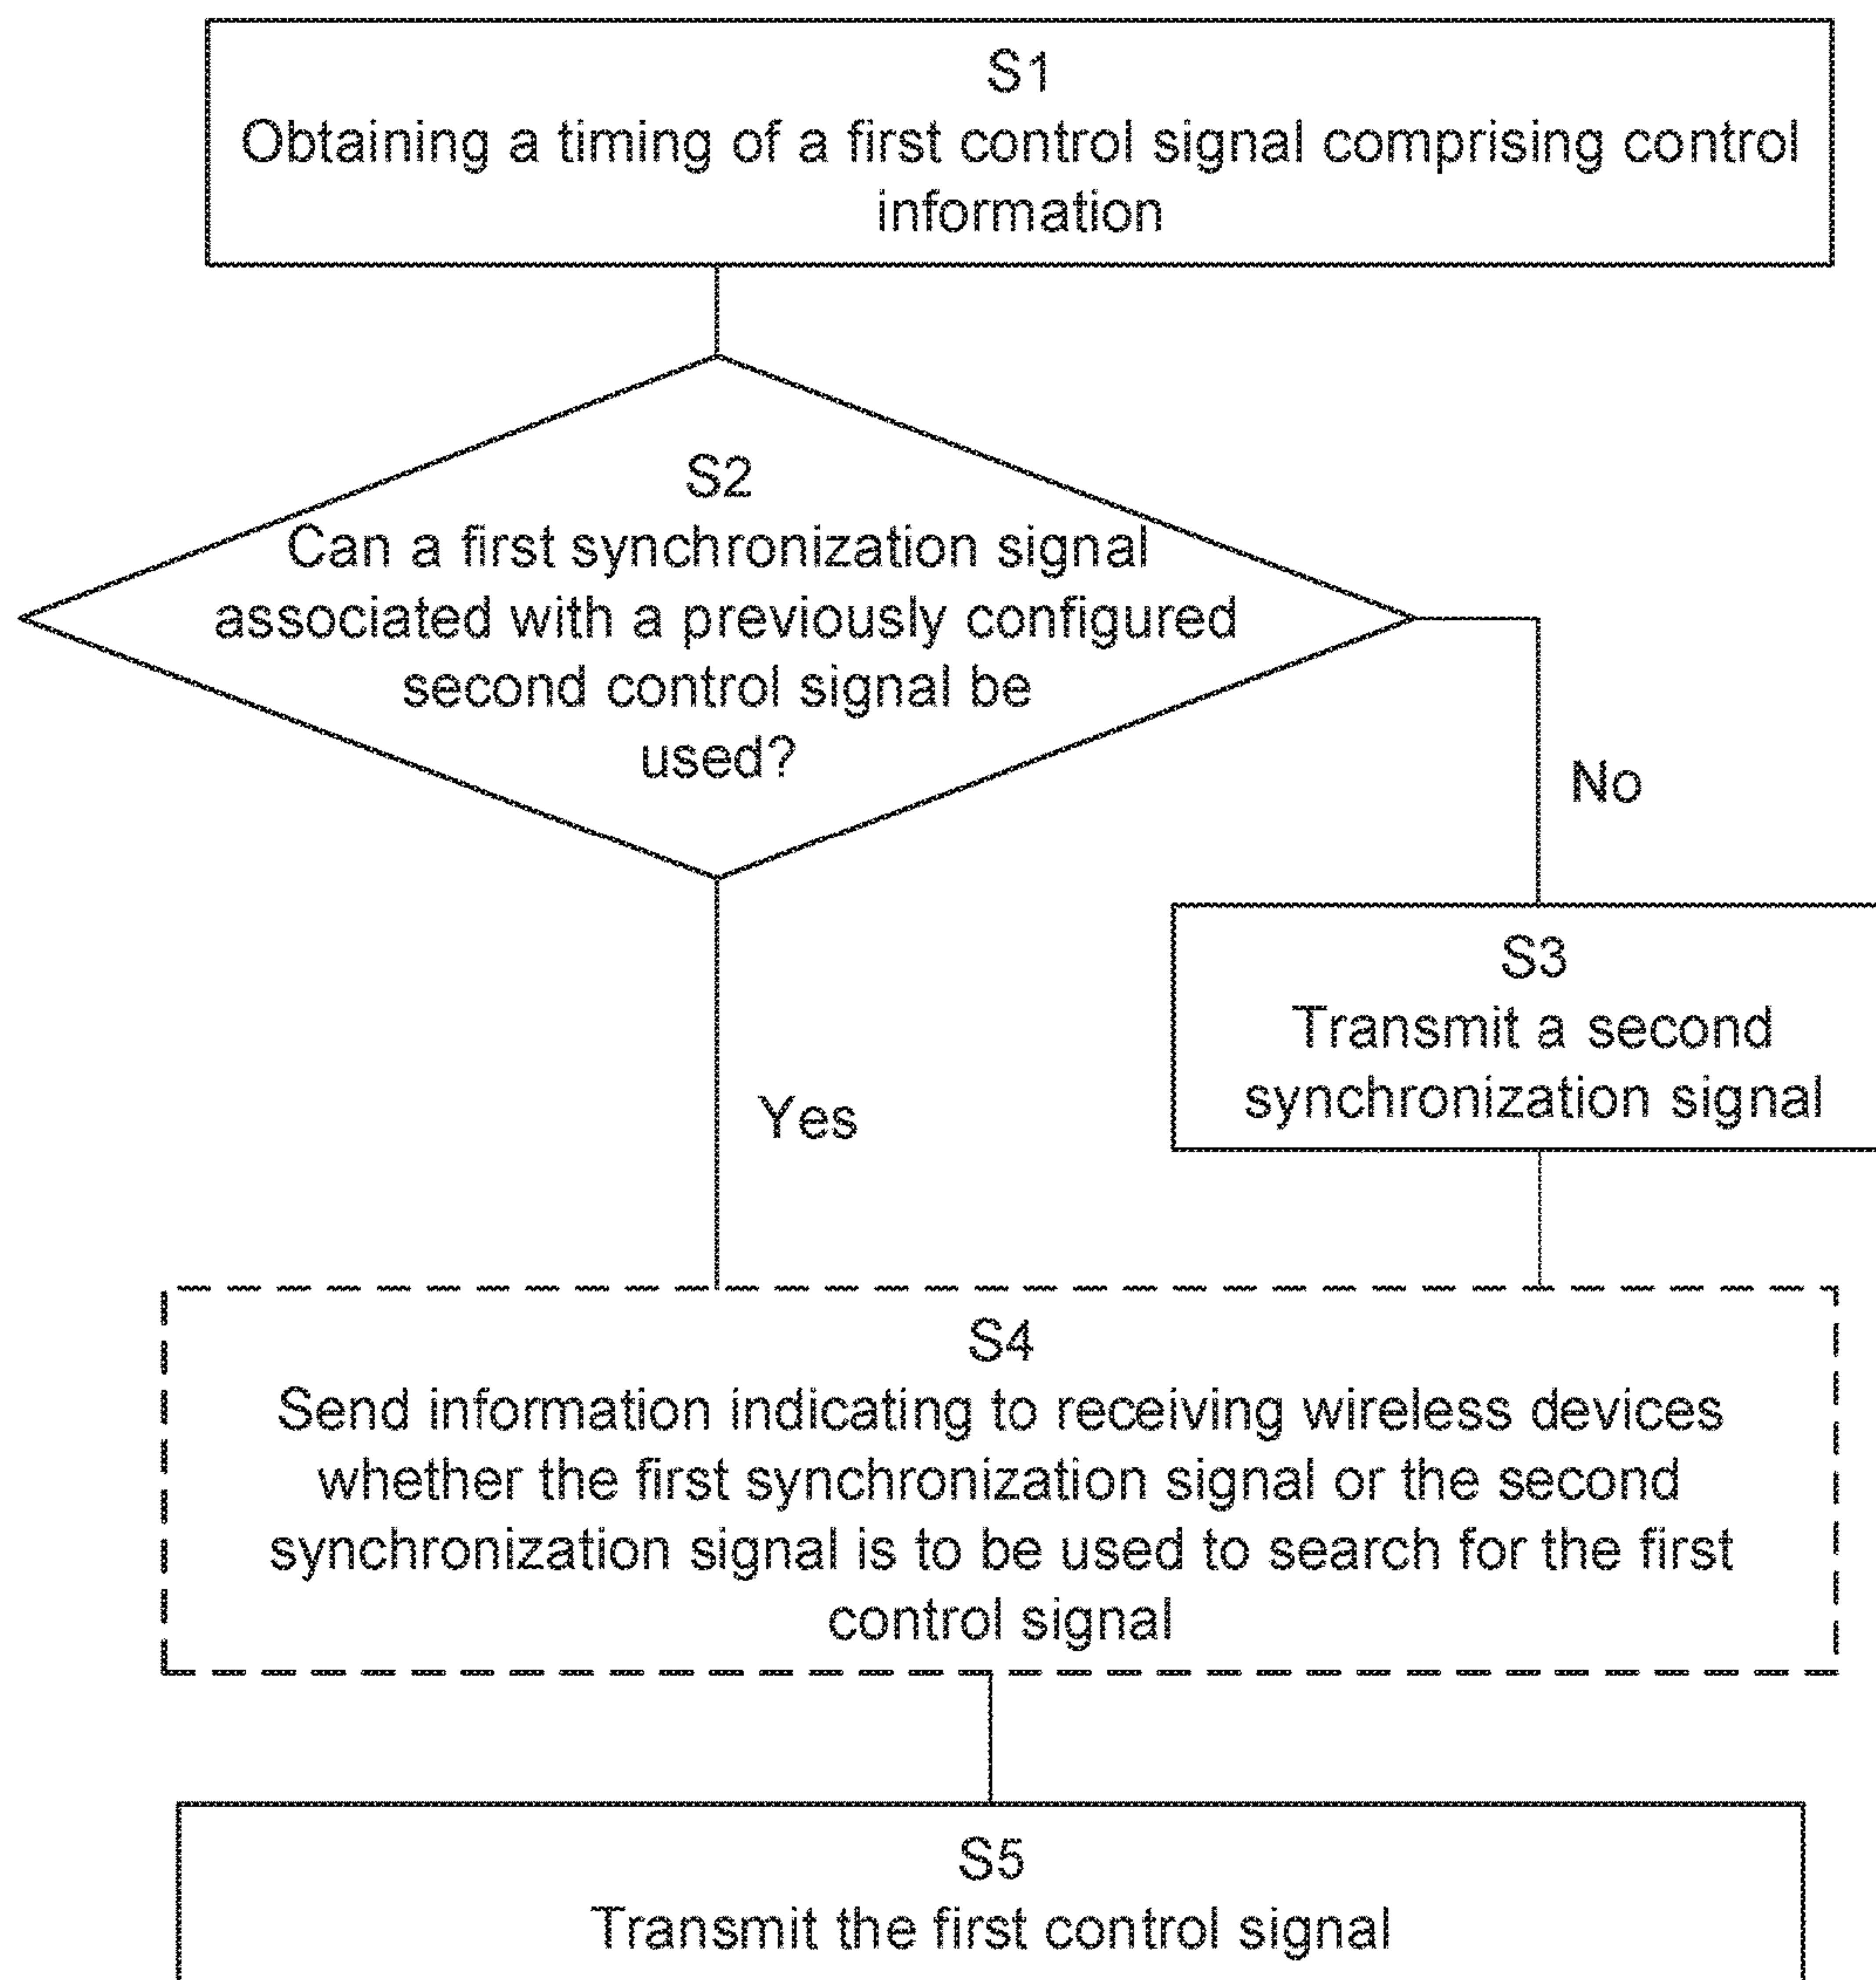 S1
Obtaining a timing of a first control signal comprising control
information
S2
Can a first synchronization signal
associated with a previously configured
second control signal be
used?
No
S3
Transmit a second
synchronization signal
Yes
S4
Send information indicating to receiving wireless devices
whether the first synchronization signal or the second
synchronization signal is to be used to search for the first
control signal
S5
Transmit the first control signal